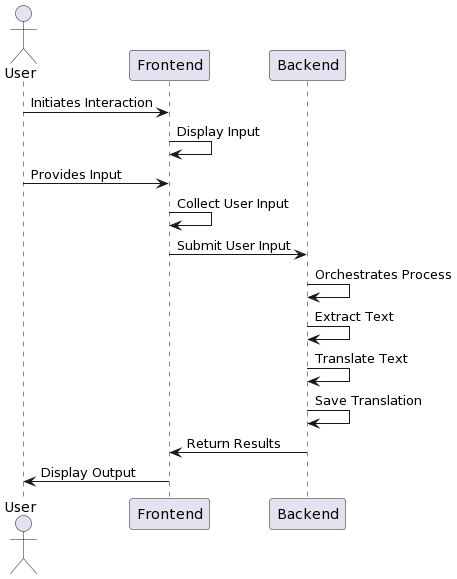 User
Frontend
Backend
Initiates Interaction
Display Input
Provides Input
Collect User Input
Submit User Input
Orchestrates Process
Extract Text
Translate Text
Save Translation
Return Results
Display Output
User
Frontend
Backend